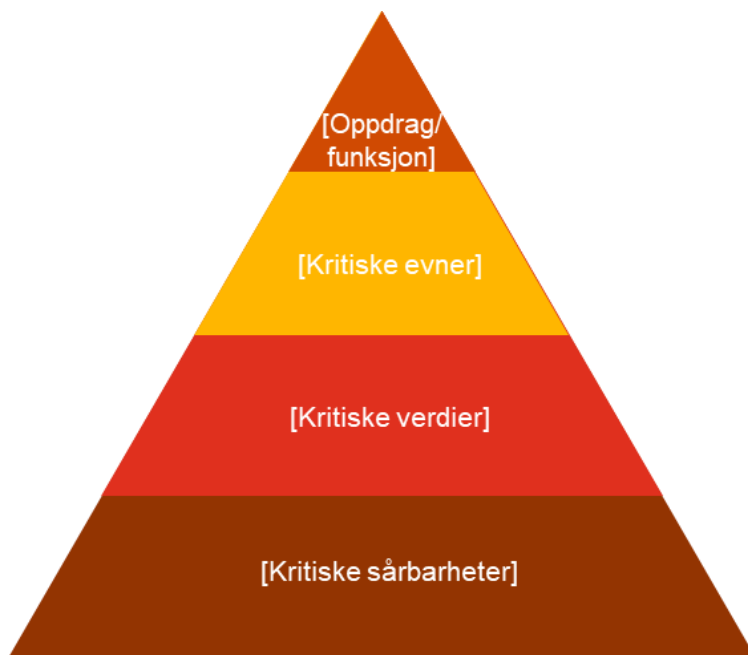 [Oppdrag/
funksjon]
[Kritiske evner]
[Kritiske verdier]
[Kritiske sårbarheter]